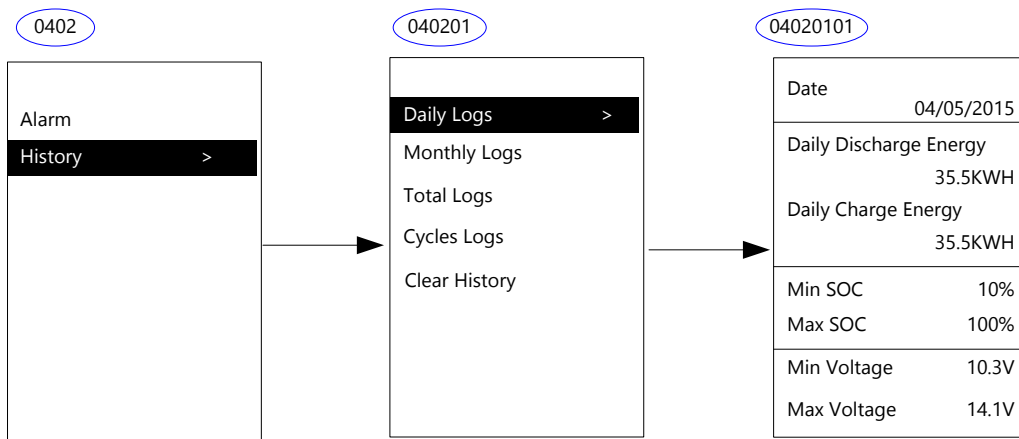 0402
Alarm
History >
040201
Daily Logs >
Monthly Logs
Total Logs
Cycles Logs
Clear History
04020101
Date
04/05/2015
Daily Discharge Energy
35.5KWH
Daily Charge Energy
35.5KWH
Min SOC 10%
Max SOC 100%
Min Voltage 10.3V
Max Voltage 14.1V